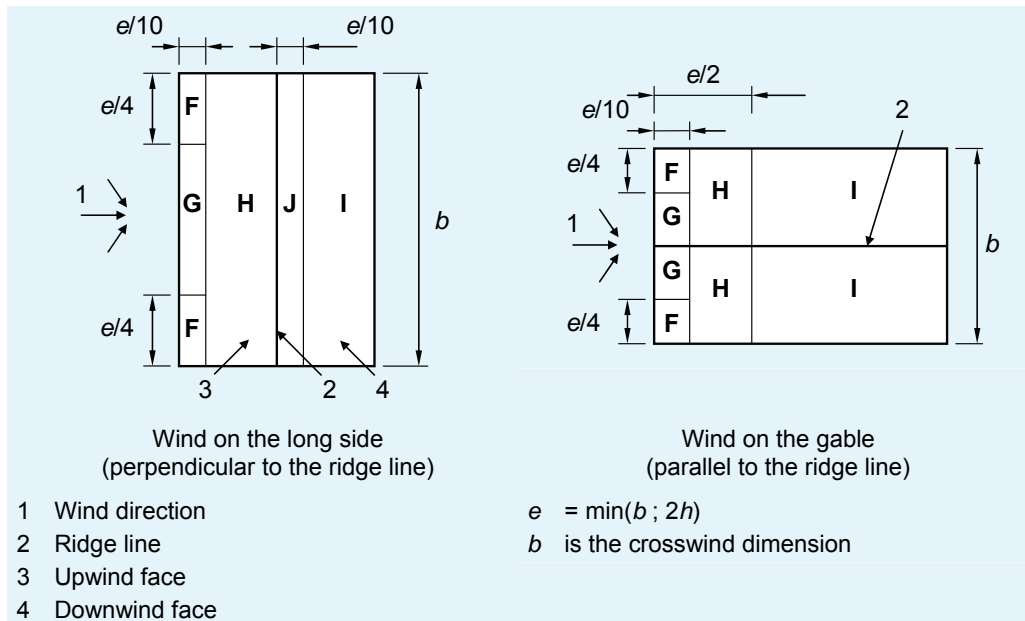 e/10
e/10
e/4
F
1
G H J I
b
e/4
F
3
2
4
Wind on the long side
(perpendicular to the ridge line)
e/2
e/10
2
e/4
F
H
I
1
G
b
G
H
I
e/4
F
Wind on the gable
(parallel to the ridge line)
1 Wind direction
2 Ridge line
3 Upwind face
4 Downwind face
e = min(b ; 2h)
b is the crosswind dimension